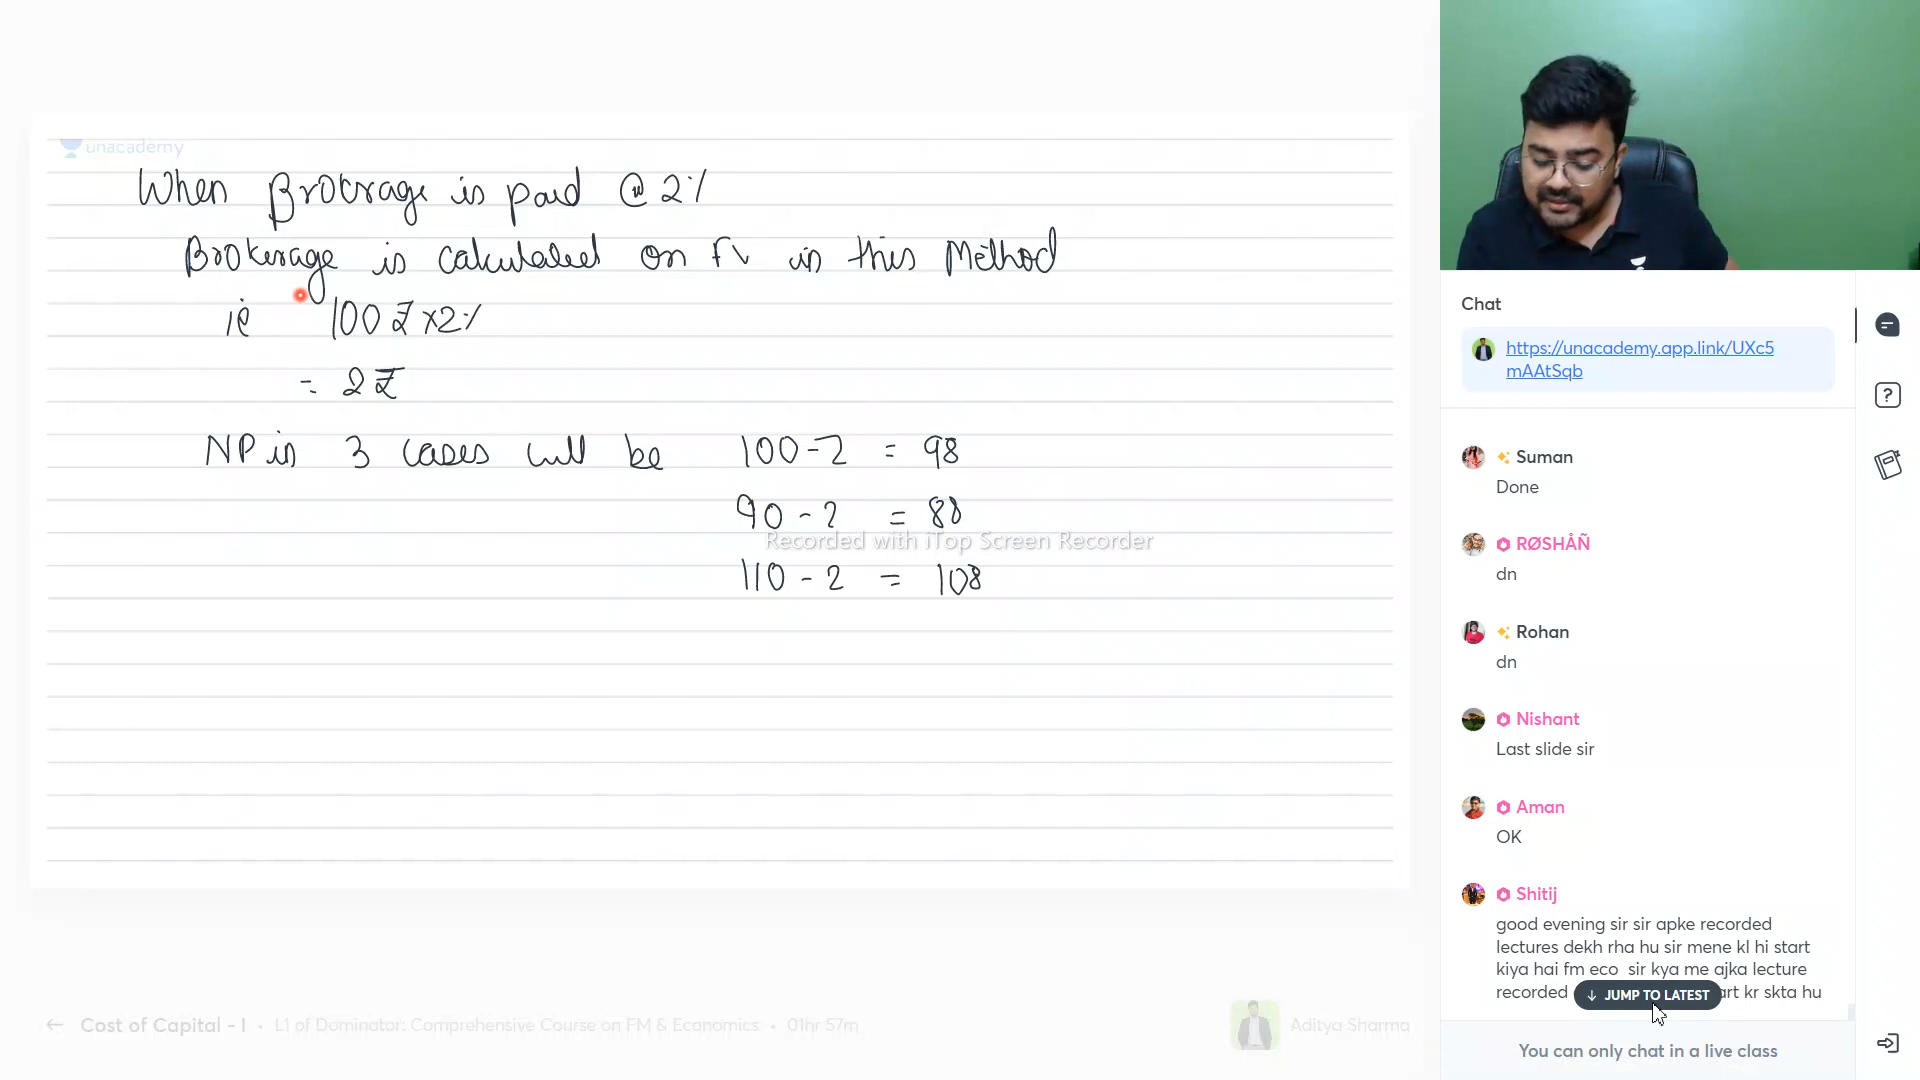 unacademy
When Brokrage is paid @ 2%
Brokerage is calculated on FV in this Method
ie 100 ₹ x 2%
= 2 ₹
NP in 3 cases will be 100 - 2 = 98
90 - 2 = 88
110 - 2 = 108
Recorded with iTop Screen Recorder
Cost of Capital - I • L1 of Dominator: Comprehensive Course on FM & Economics • 01hr 57m
Aditya Sharma
Chat
https://unacademy.app.link/UXc5
mAAtSqb
Suman
Done
RØSHÅÑ
dn
Rohan
dn
Nishant
Last slide sir
Aman
OK
Shitij
good evening sir sir apke recorded
lectures dekh rha hu sir mene kl hi start
kiya hai fm eco sir kya me ajka lecture
recorded art kr skta hu
JUMP TO LATEST
You can only chat in a live class